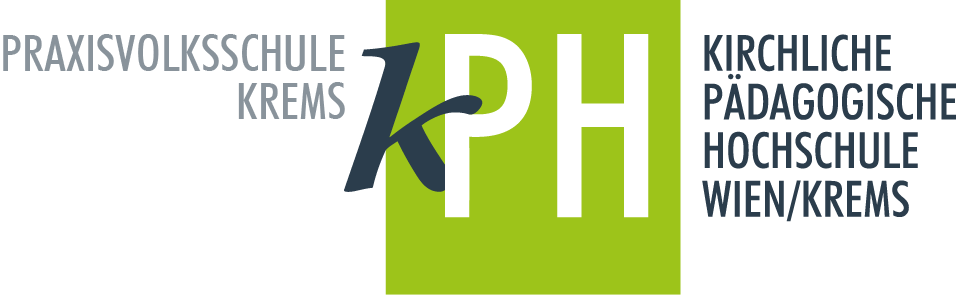 PRAXISVOLKSSCHULE
KREMS
kPH
KIRCHLICHE
PÄDAGOGISCHE
HOCHSCHULE
WIEN/KREMS